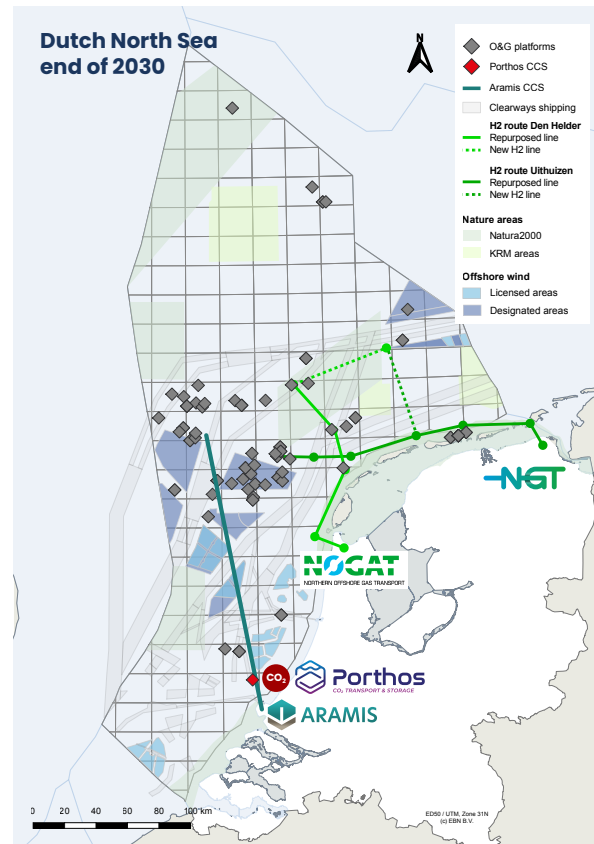 Dutch North Sea
end of 2030
O&G platforms
Porthos CCS
Aramis CCS
Clearways shipping
H2 route Den Helder
Repurposed line
New H2 line
H2 route Uithuizen
Repurposed line
New H2 line
Nature areas
Natura2000
KRM areas
Offshore wind
Licensed areas
Designated areas
NGT
NOGAT
NORTHERN OFFSHORE GAS TRANSPORT
CO₂
Porthos
CO₂ TRANSPORT & STORAGE
ARAMIS
0 20 40 60 80 100 km
ED50 / UTM, Zone 31N
(c) EBN B.V.